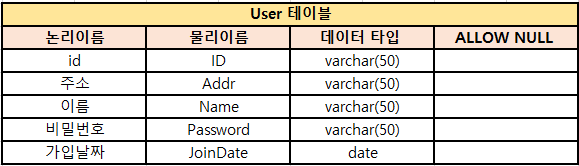 User 테이블
논리이름 물리이름 데이터 타입 ALLOW NULL
id ID varchar(50)
주소 Addr varchar(50)
이름 Name varchar(50)
비밀번호 Password varchar(50)
가입날짜 JoinDate date